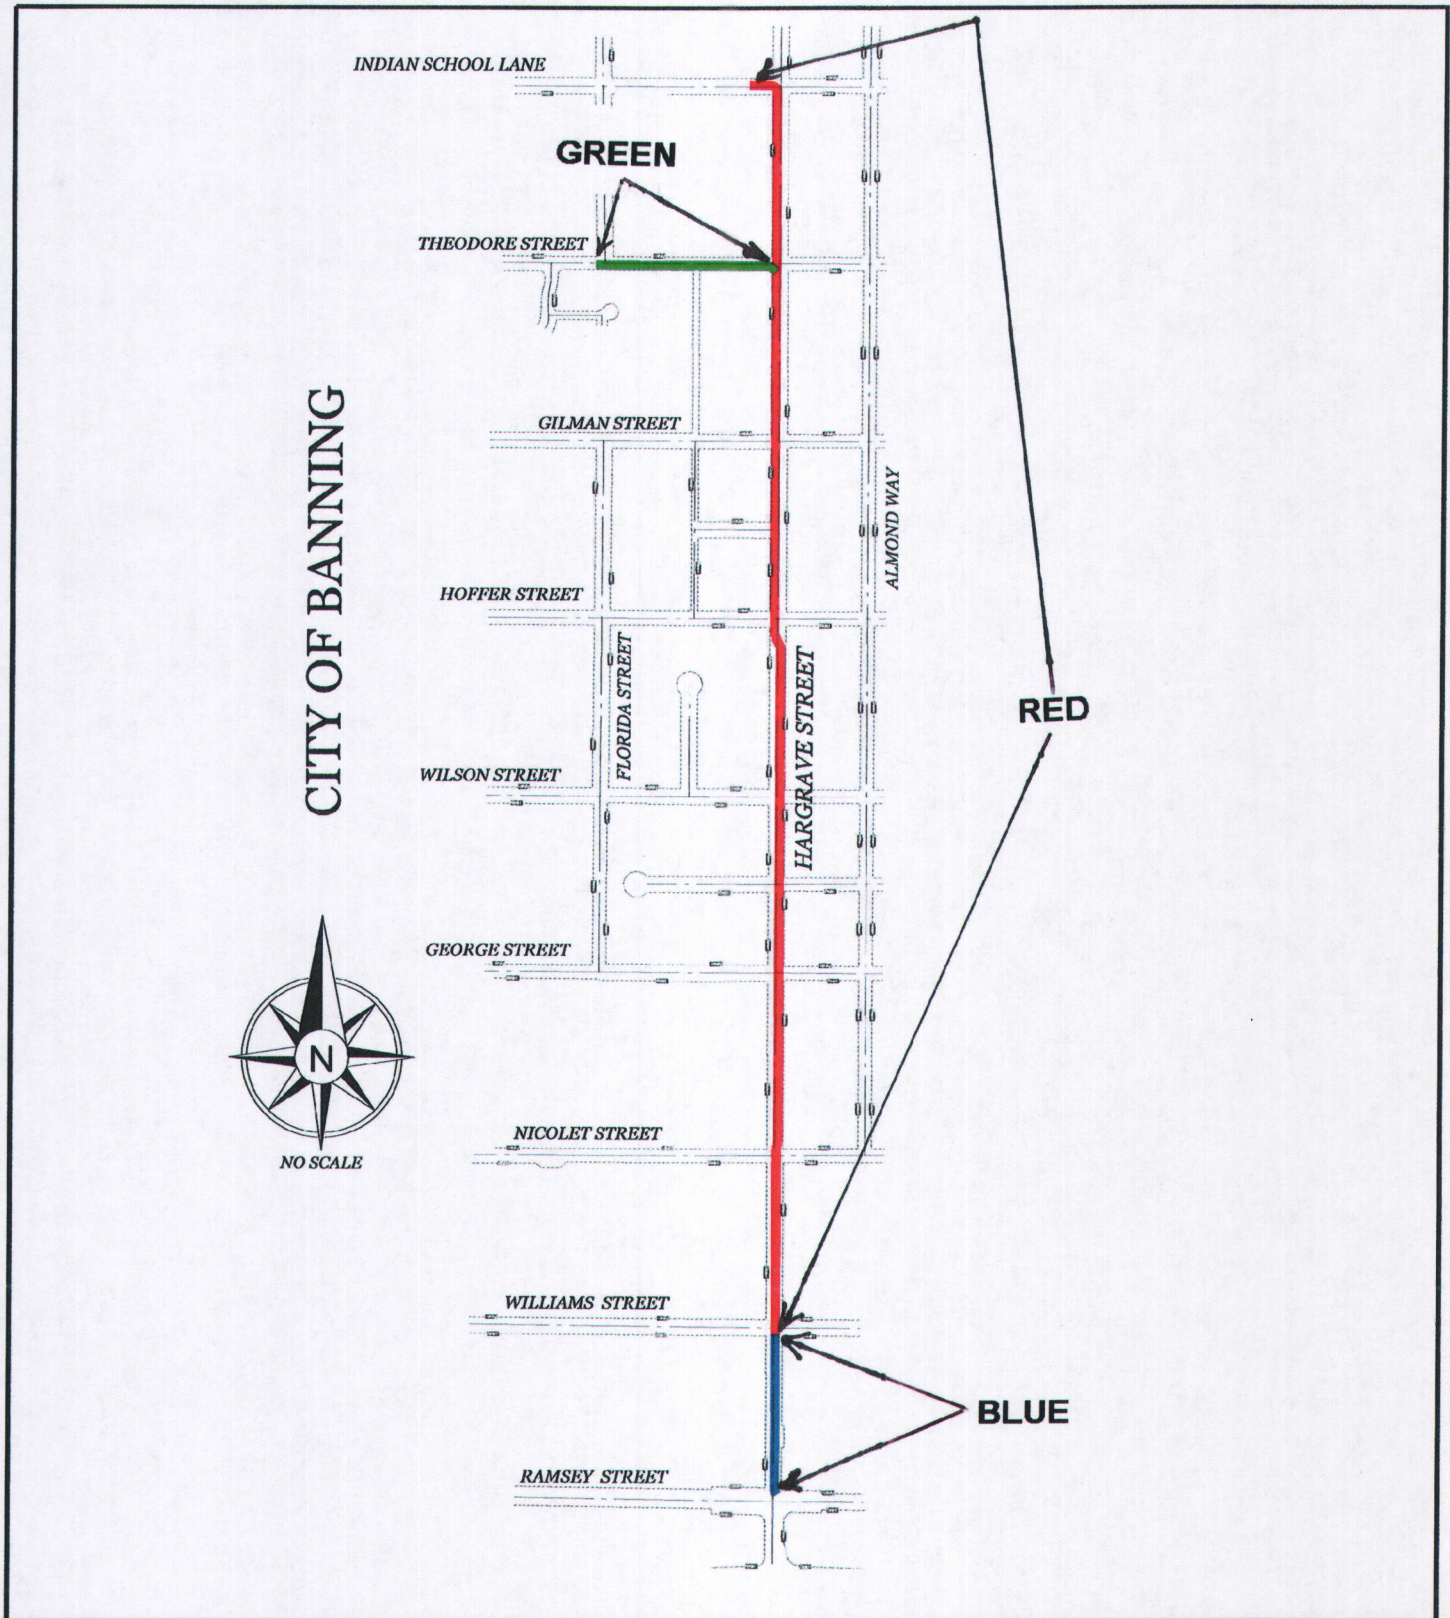 INDIAN SCHOOL LANE
GREEN
THEODORE STREET
GILMAN STREET
CITY OF BANNING
ALMOND WAY
HOFFER STREET
FLORIDA STREET
HARGRAVE STREET
RED
WILSON STREET
GEORGE STREET
N
NO SCALE
NICOLET STREET
WILLIAMS STREET
BLUE
RAMSEY STREET